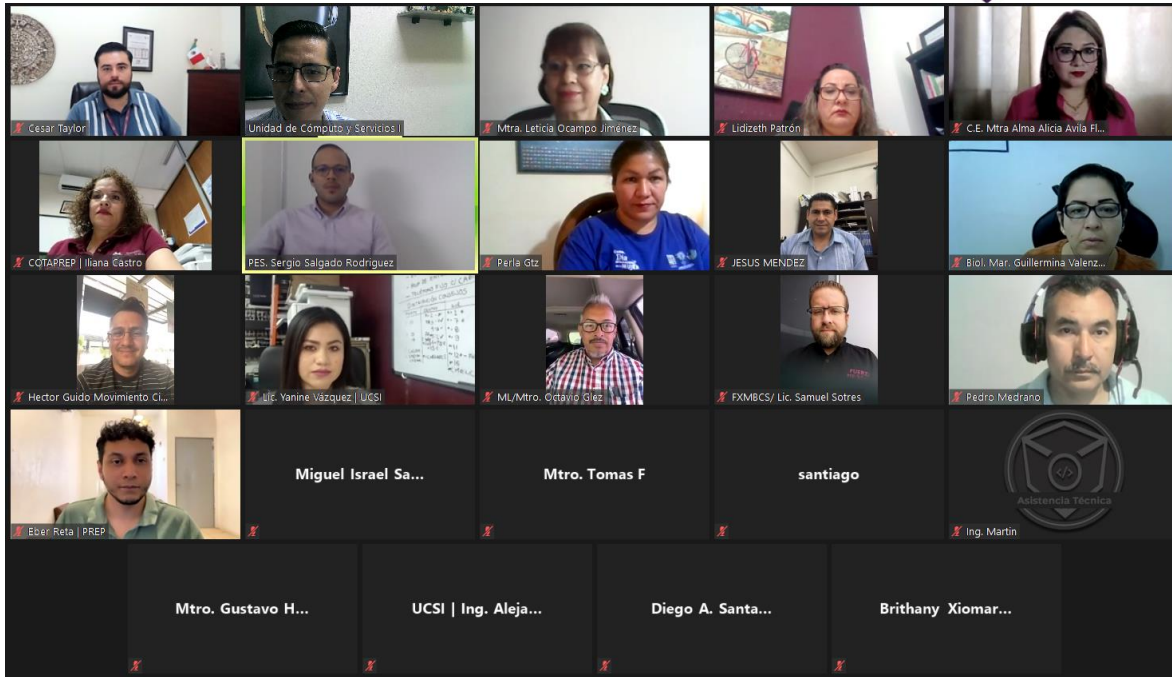 Cesar Taylor
Unidad de Cómputo y Servicios I
Mtra. Leticia Ocampo Jimenez
Lidizeth Patrón
C.E. Mtra Alma Alicia Avila Fl...
COTAPREP | Iliana Castro
PES. Sergio Salgado Rodriguez
Perla Gtz
JESUS MENDEZ
Biol. Mar. Guillermina Valenz...
Hector Guido Movimiento Ci...
Lic. Yanine Vázquez | UCSI
ML/Mtro. Octavio Glez
FXMBCS/ Lic. Samuel Sotres
Pedro Medrano
Eber Reta | PREP
Miguel Israel Sa...
Mtro. Tomas F
santiago
</>
Asistencia Técnica
Ing. Martin
Mtro. Gustavo H...
UCSI | Ing. Aleja...
Diego A. Santa...
Brithany Xiomar...